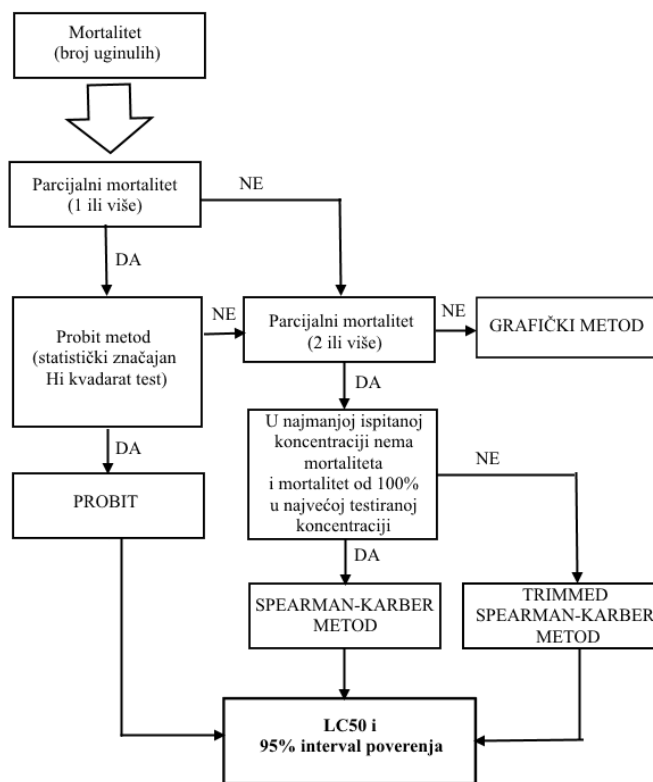 Mortalitet
(broj uginulih)
Parcijalni mortalitet
(1 ili više)
NE
DA
Probit metod
(statistički značajan
Hi kvadarat test)
NE
Parcijalni mortalitet
(2 ili više)
NE
GRAFIČKI METOD
DA
DA
U najmanjoj ispitanoj
koncentraciji nema
mortaliteta
i mortalitet od 100%
u najvećoj testiranoj
koncentraciji
NE
PROBIT
DA
SPEARMAN-KARBER
METOD
TRIMMED
SPEARMAN-KARBER
METOD
LC50 i
95% interval poverenja